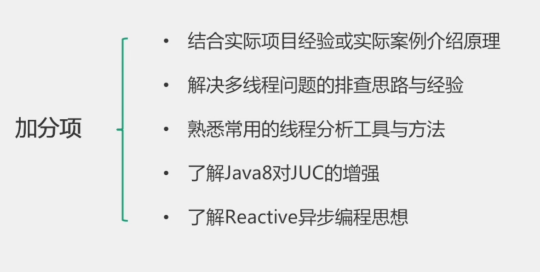 加分项
• 结合实际项目经验或实际案例介绍原理
• 解决多线程问题的排查思路与经验
• 熟悉常用的线程分析工具与方法
• 了解Java8对JUC的增强
• 了解Reactive异步编程思想